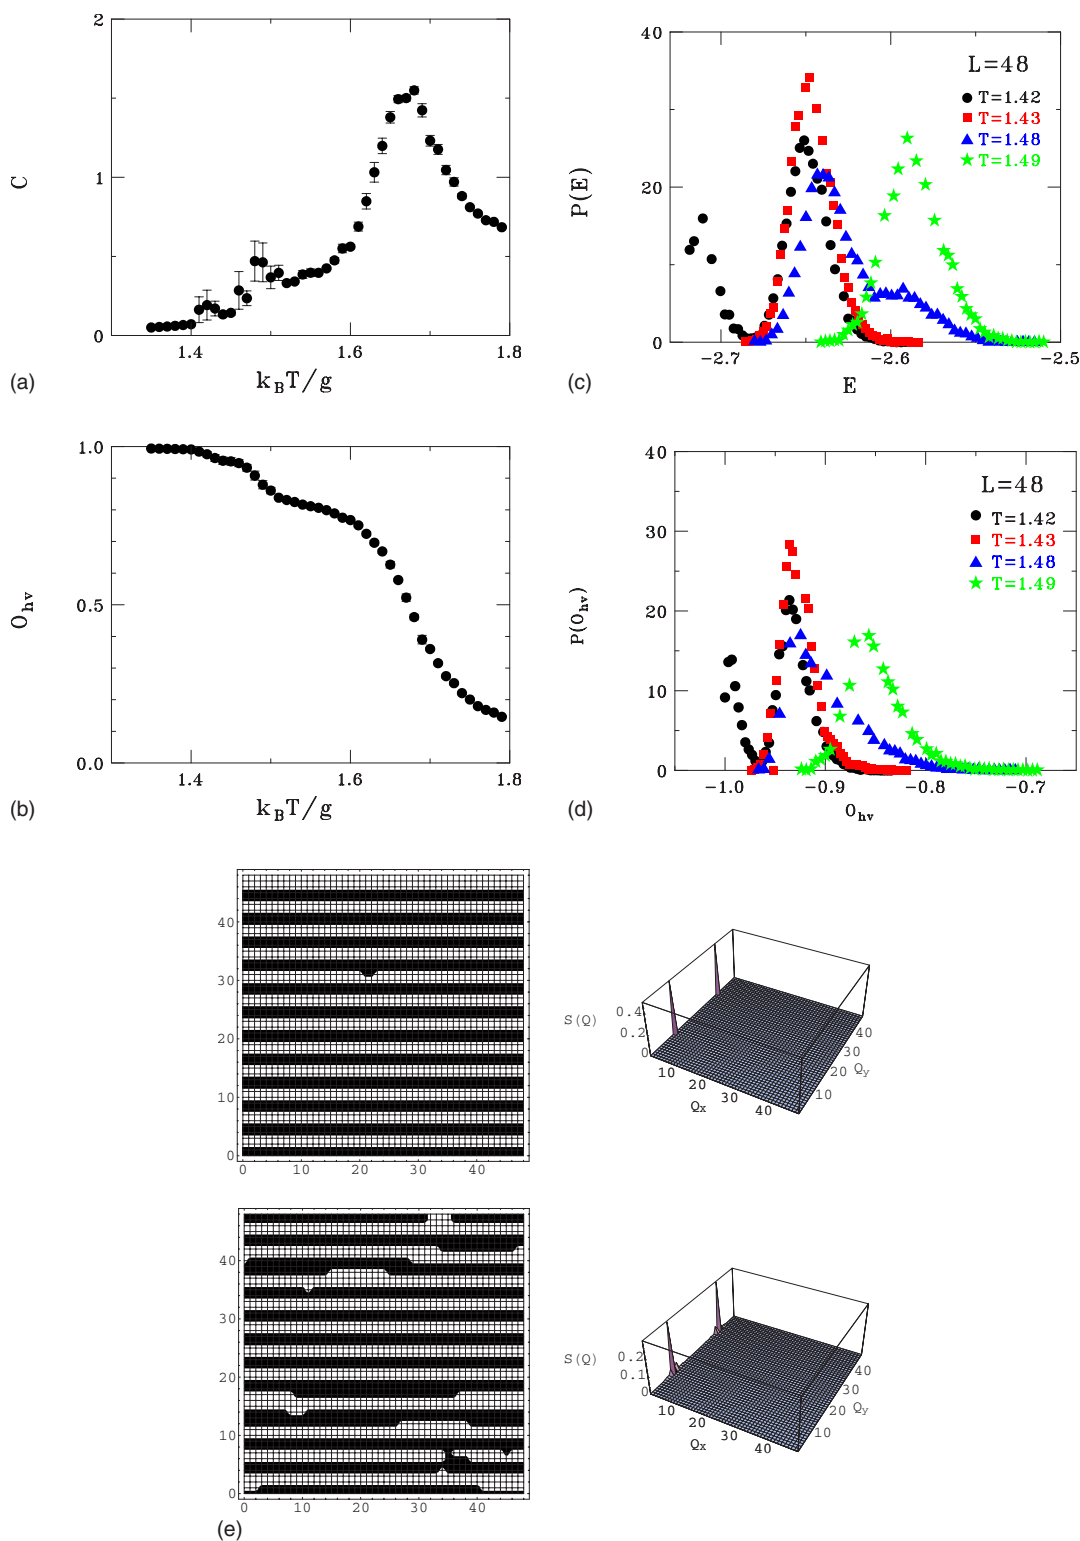 2
1
0
C
1.4
1.6
1.8
k_BT/g
(a)
40
20
0
P(E)
L=48
T=1.42
T=1.43
T=1.48
T=1.49
−2.7
−2.6
−2.5
E
(c)
1.0
0.5
0.0
O_hv
1.4
1.6
1.8
k_BT/g
(b)
40
30
20
10
0
P(O_hv)
L=48
T=1.42
T=1.43
T=1.48
T=1.49
−1.0
−0.9
−0.8
−0.7
O_hv
(d)
40
30
20
10
0
0 10 20 30 40
S(Q)
0.4
0.2
0
10
20
30
40
Q_x
10
20
30
40
Q_y
40
30
20
10
0
0 10 20 30 40
S(Q)
0.2
0.1
0
10
20
30
40
Q_x
10
20
30
40
Q_y
(e)